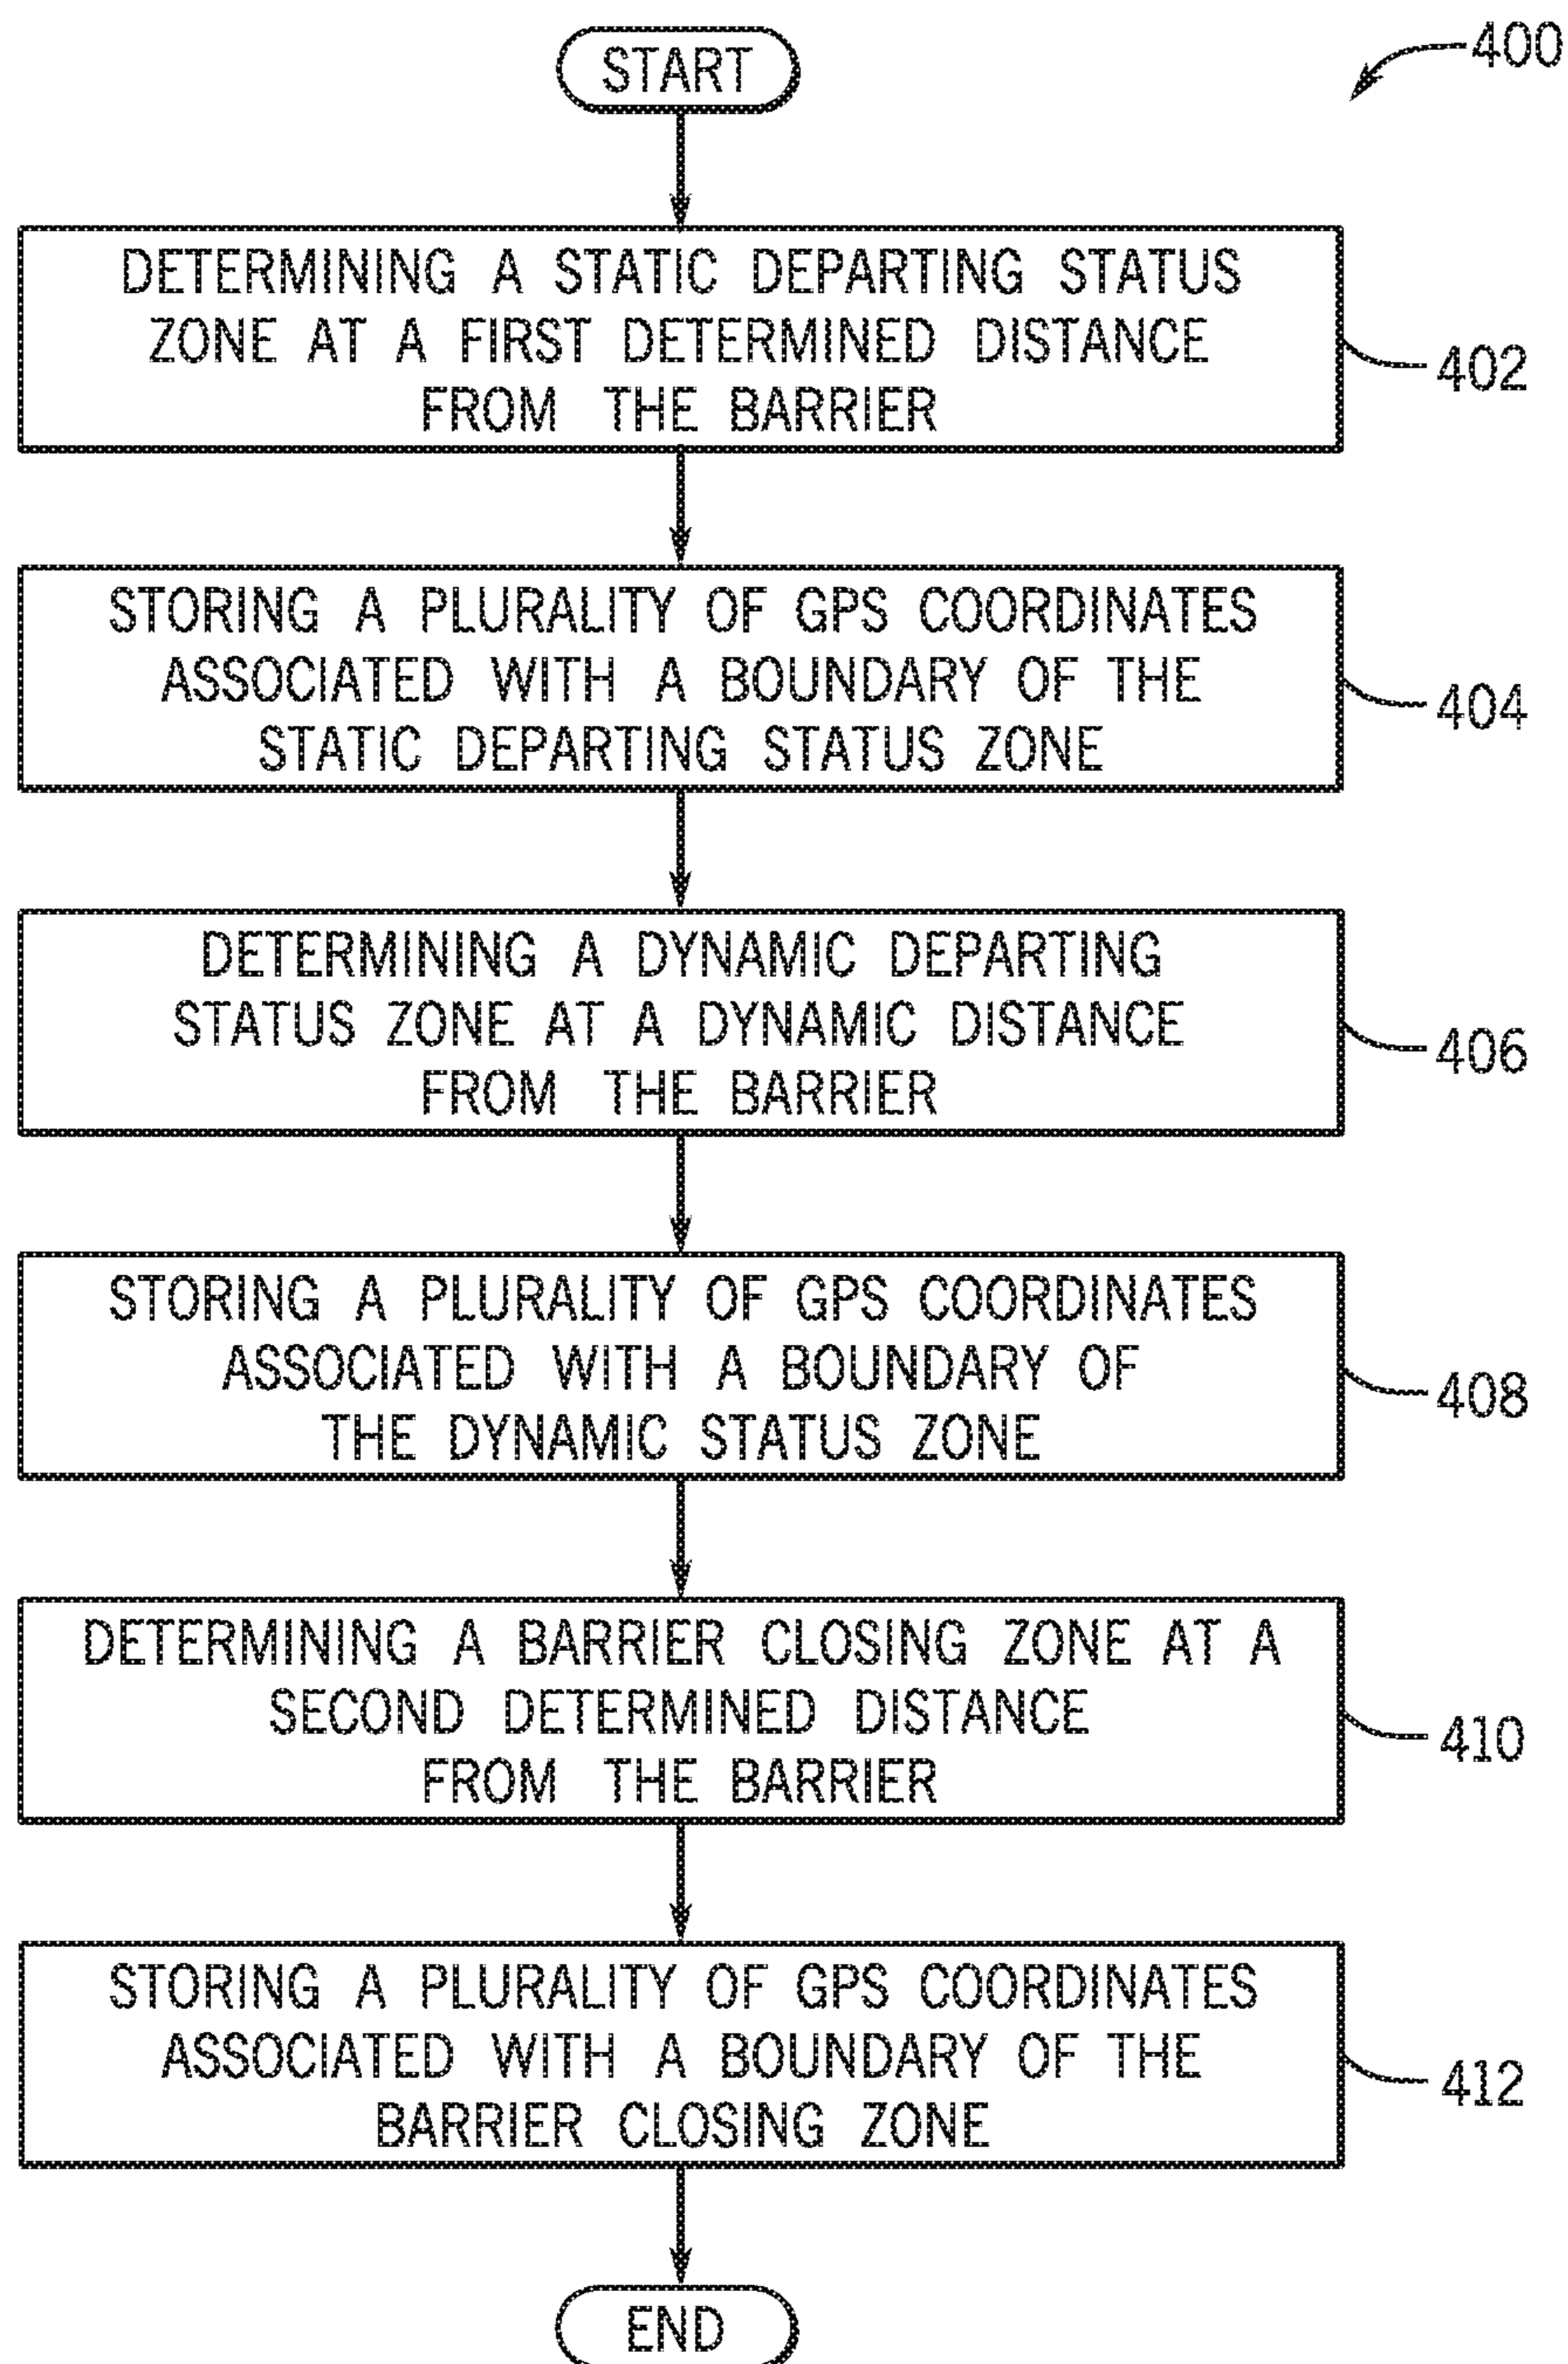 START
400
DETERMINING A STATIC DEPARTING STATUS
ZONE AT A FIRST DETERMINED DISTANCE
FROM THE BARRIER
402
STORING A PLURALITY OF GPS COORDINATES
ASSOCIATED WITH A BOUNDARY OF THE
STATIC DEPARTING STATUS ZONE
404
DETERMINING A DYNAMIC DEPARTING
STATUS ZONE AT A DYNAMIC DISTANCE
FROM THE BARRIER
406
STORING A PLURALITY OF GPS COORDINATES
ASSOCIATED WITH A BOUNDARY OF
THE DYNAMIC STATUS ZONE
408
DETERMINING A BARRIER CLOSING ZONE AT A
SECOND DETERMINED DISTANCE
FROM THE BARRIER
410
STORING A PLURALITY OF GPS COORDINATES
ASSOCIATED WITH A BOUNDARY OF THE
BARRIER CLOSING ZONE
412
END